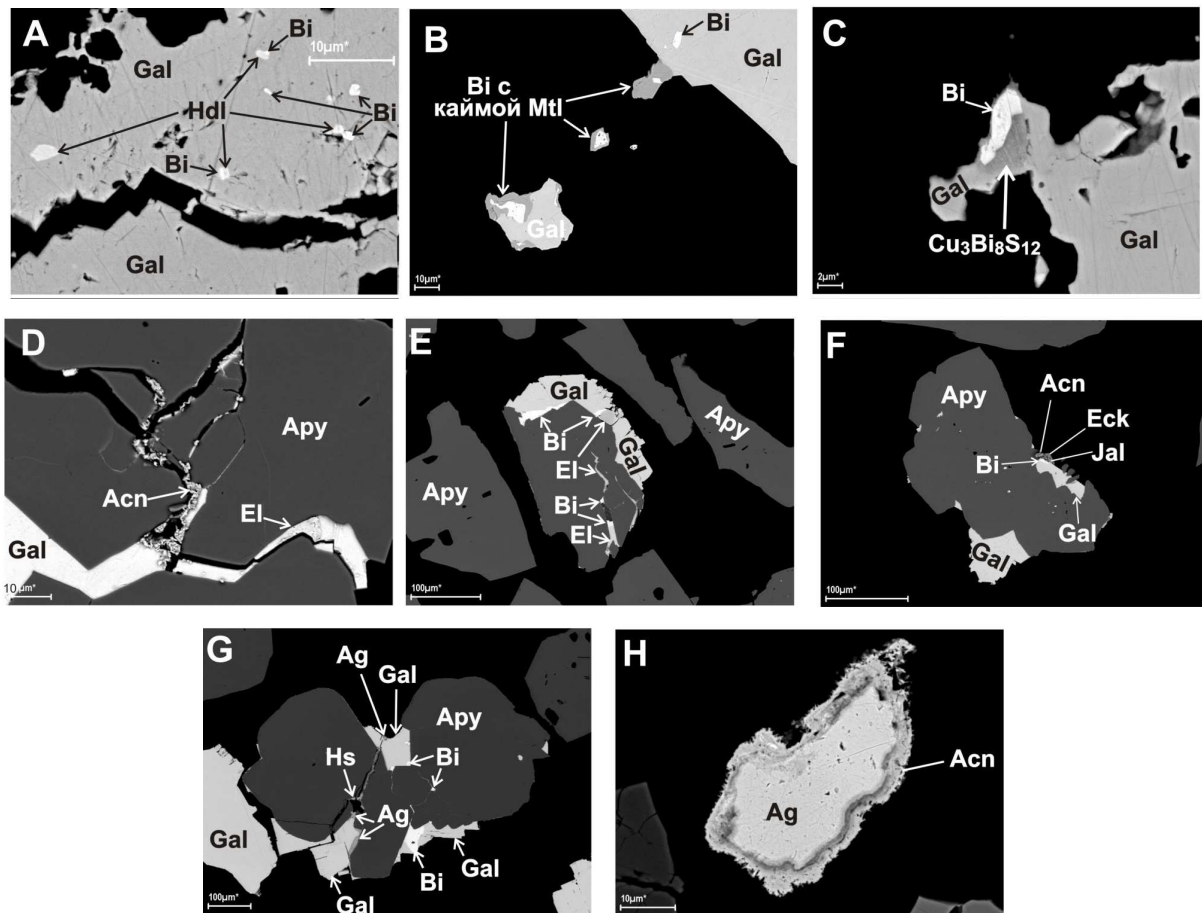 A
Bi
10µm*
Gal
Hdl
Bi
Bi
Gal
B
Bi
Gal
Bi с
каймой Mtl
Gal
10µm*
C
Bi
Gal
Cu₃Bi₈S₁₂
Gal
2µm*
D
Apy
Acn
El
Gal
10µm*
E
Gal
Apy
Bi
Gal
El
Apy
Bi
El
100µm*
F
Acn
Apy
Eck
Bi
Jal
Gal
Gal
100µm*
G
Ag
Gal
Apy
Hs
Bi
Ag
Gal
Gal
Bi
Gal
100µm*
H
Acn
Ag
10µm*